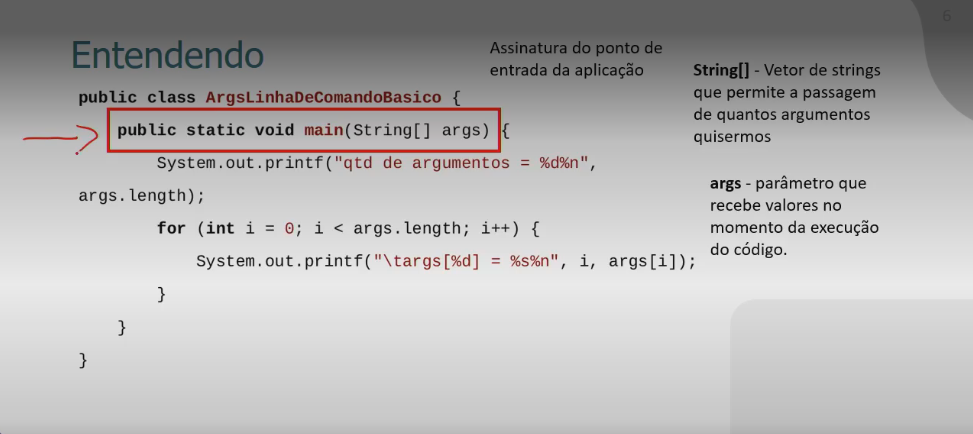 6
Entendendo
Assinatura do ponto de
entrada da aplicação
String[] - Vetor de strings
que permite a passagem
de quantos argumentos
quisermos
args - parâmetro que
recebe valores no
momento da execução
do código.
public class ArgsLinhaDeComandoBasico {
public static void main(String[] args) {
System.out.printf("qtd de argumentos = %d%n",
args.length);
for (int i = 0; i < args.length; i++) {
System.out.printf("\targs[%d] = %s%n", i, args[i]);
}
}
}